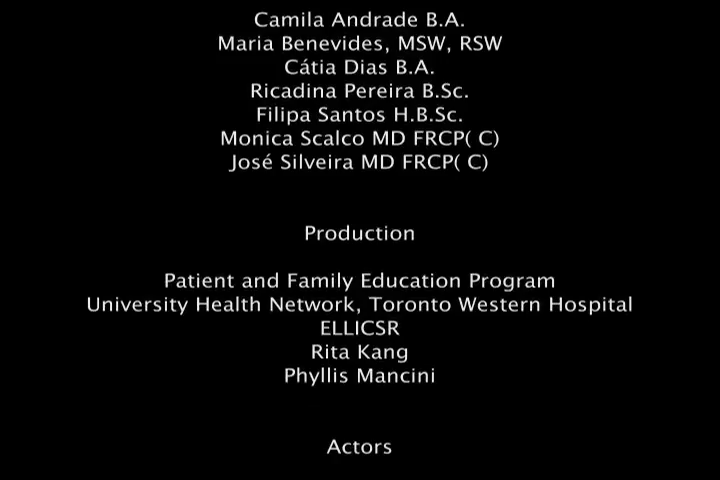 Camila Andrade B.A.
Maria Benevides, MSW, RSW
Cátia Dias B.A.
Ricadina Pereira B.Sc.
Filipa Santos H.B.Sc.
Monica Scalco MD FRCP( C)
José Silveira MD FRCP( C)
Production
Patient and Family Education Program
University Health Network, Toronto Western Hospital
ELLICSR
Rita Kang
Phyllis Mancini
Actors